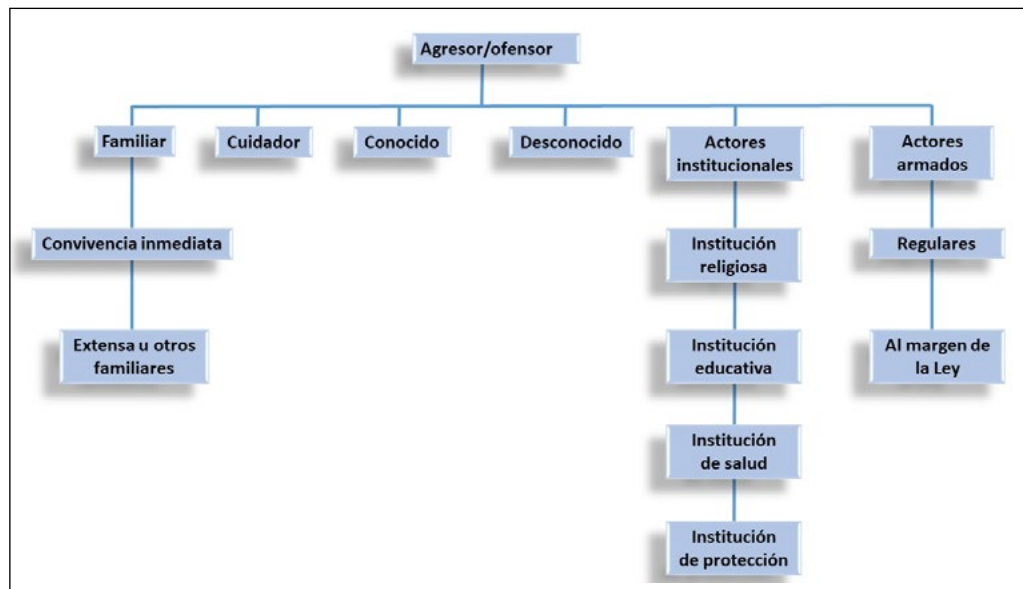 Agresor/ofensor
Familiar
Cuidador
Conocido
Desconocido
Actores
institucionales
Actores
armados
Convivencia inmediata
Institución
religiosa
Regulares
Extensa u otros
familiares
Institución
educativa
Al margen de
la Ley
Institución
de salud
Institución
de protección